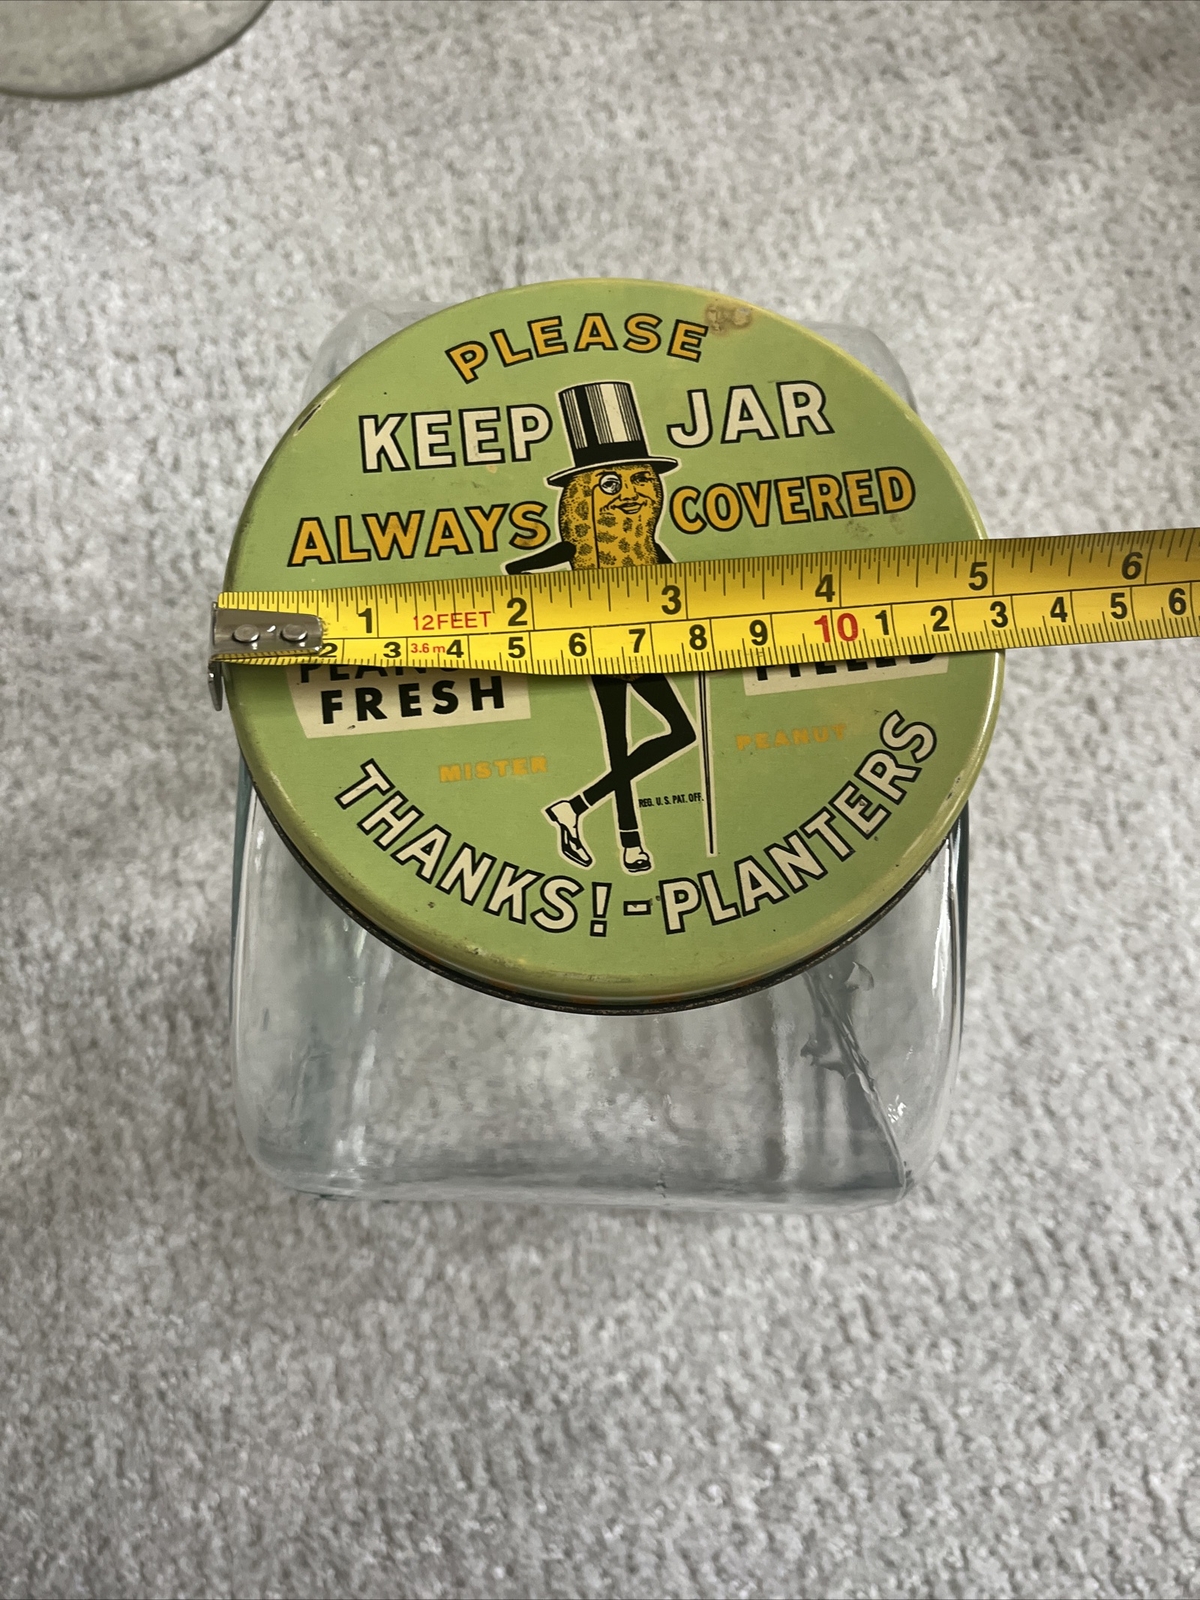 PLEASE
KEEP JAR
ALWAYS COVERED
1 2 3 4 5 6
12FEET
2 3 3.6m 4 5 6 7 8 9 10 1 2 3 4 5 6
FRESH
MISTER PEANUT
REG. U.S. PAT. OFF.
THANKS!-PLANTERS